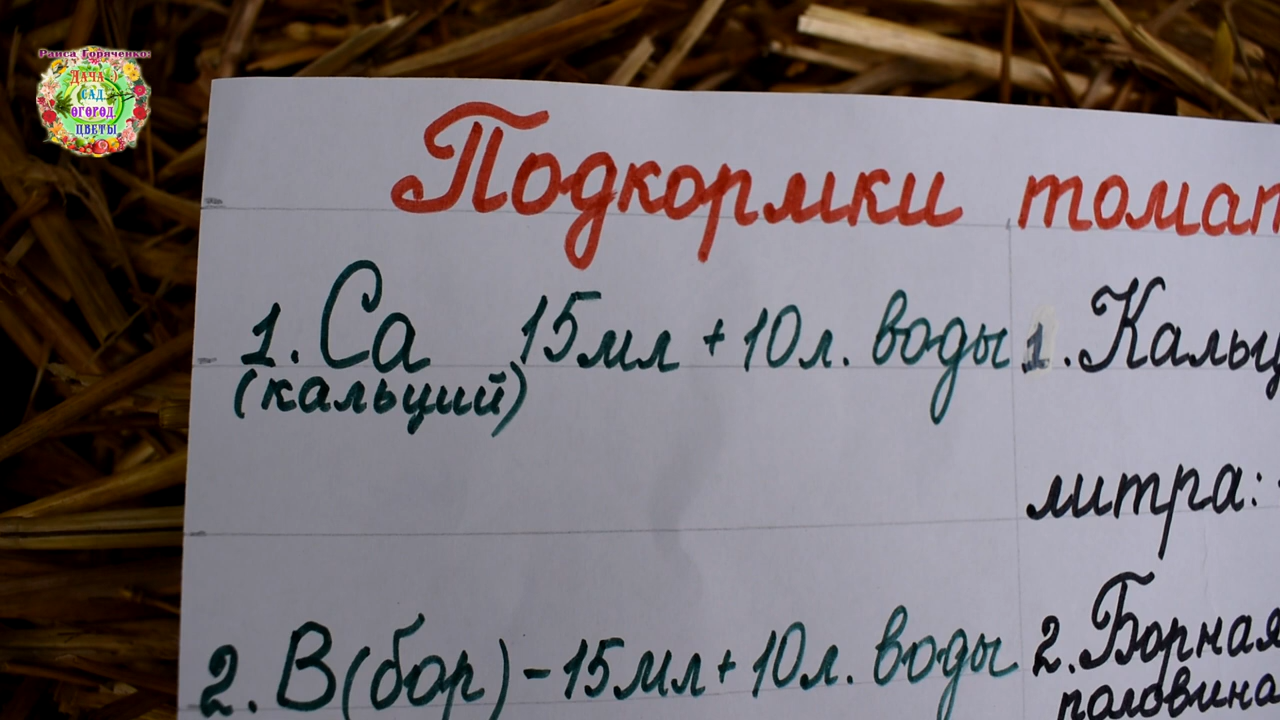 Раиса Горяченко:
ДАЧА
САД,
ОГОРОД,
ЦВЕТЫ
Подкормки томат
1. Са 15мл + 10л. воды
(кальций)
1. Кальц
литра:
2. В (бор) - 15мл + 10л. воды
2. Борная
половина